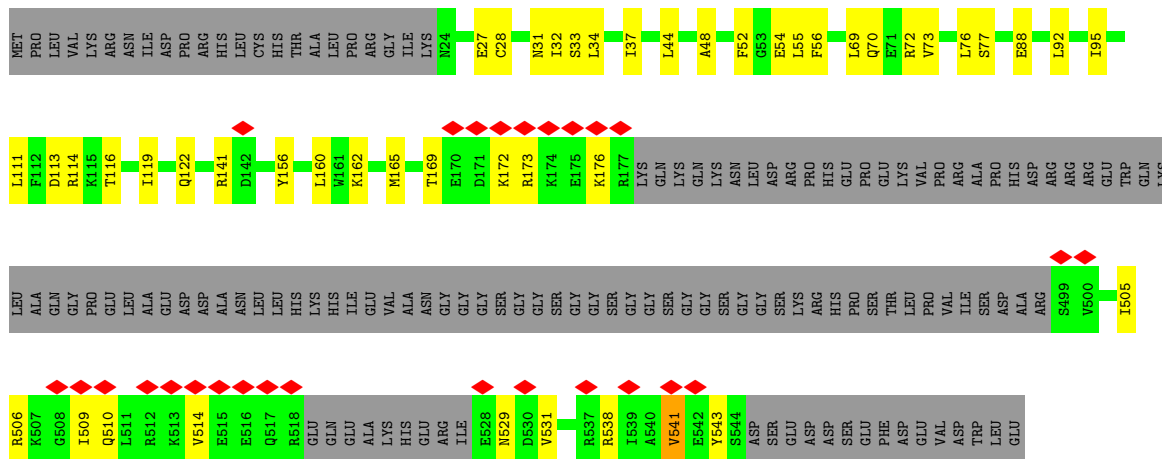 MET PRO LEU VAL LYS ARG ASN ILE ASP PRO ARG HIS LEU CYS HIS THR ALA LEU PRO ARG GLY ILE LYS N24 E27 C28 N31 I32 S33 L34 I37 L44 A48 F52 G53 E54 L55 F56 L69 Q70 E71 R72 V73 L76 S77 E88 L92 I95
L111 F112 D113 R114 K115 T116 I119 Q122 R141 D142 Y156 L160 W161 K162 M165 T169 E170 D171 K172 R173 K174 E175 K176 R177 LYS GLN LYS GLN LYS ASN LEU ASP ARG PRO HIS GLU PRO GLU LYS VAL PRO ARG ALA PRO HIS ASP ARG ARG ARG GLU TRP GLN LYS
LEU ALA GLN GLY PRO GLU LEU ALA GLU ASP ASP ALA ASN LEU LEU HIS LYS HIS ILE GLU VAL ALA ASN GLY GLY GLY SER GLY GLY GLY SER GLY GLY GLY SER GLY GLY GLY SER GLY GLY GLY SER LYS ARG HIS PRO SER THR LEU PRO VAL ILE SER ASP ALA ARG S499 V500 I505
R506 K507 G508 I509 Q510 L511 R512 K513 V514 E515 E516 Q517 R518 GLU GLN GLU ALA LYS HIS GLU ARG ILE E528 N529 D530 V531 R537 R538 I539 A540 V541 E542 Y543 S544 ASP SER GLU ASP ASP SER GLU PHE ASP GLU VAL ASP TRP LEU GLU